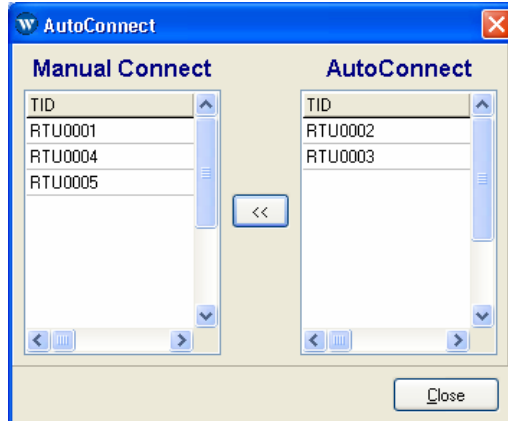 AutoConnect
Manual Connect
TID
RTU0001
RTU0004
RTU0005
<<
AutoConnect
TID
RTU0002
RTU0003
Close